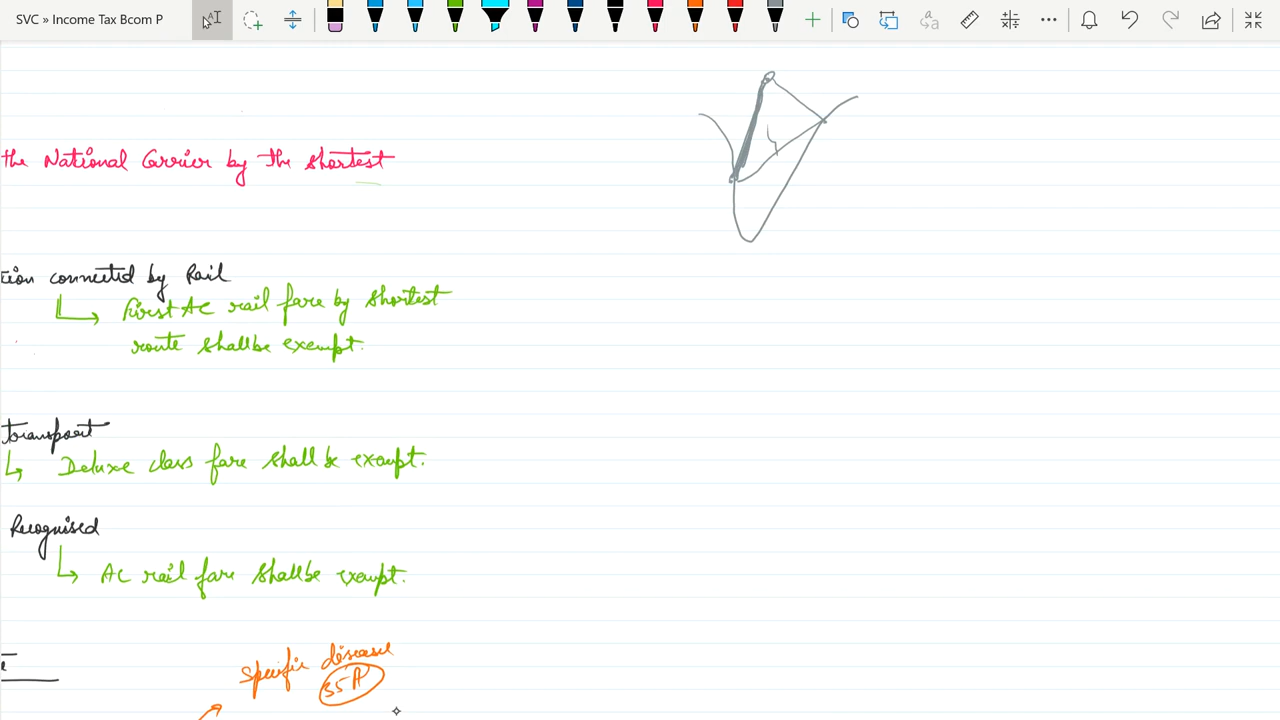 SVC » Income Tax Bcom P
the National Carrier by the shortest
tion connected by Rail
First AC rail fare by shortest
route shall be exempt.
transport
Deluxe class fare shall be exempt.
Recognised
AC rail fare shall be exempt.
specific disease
35A